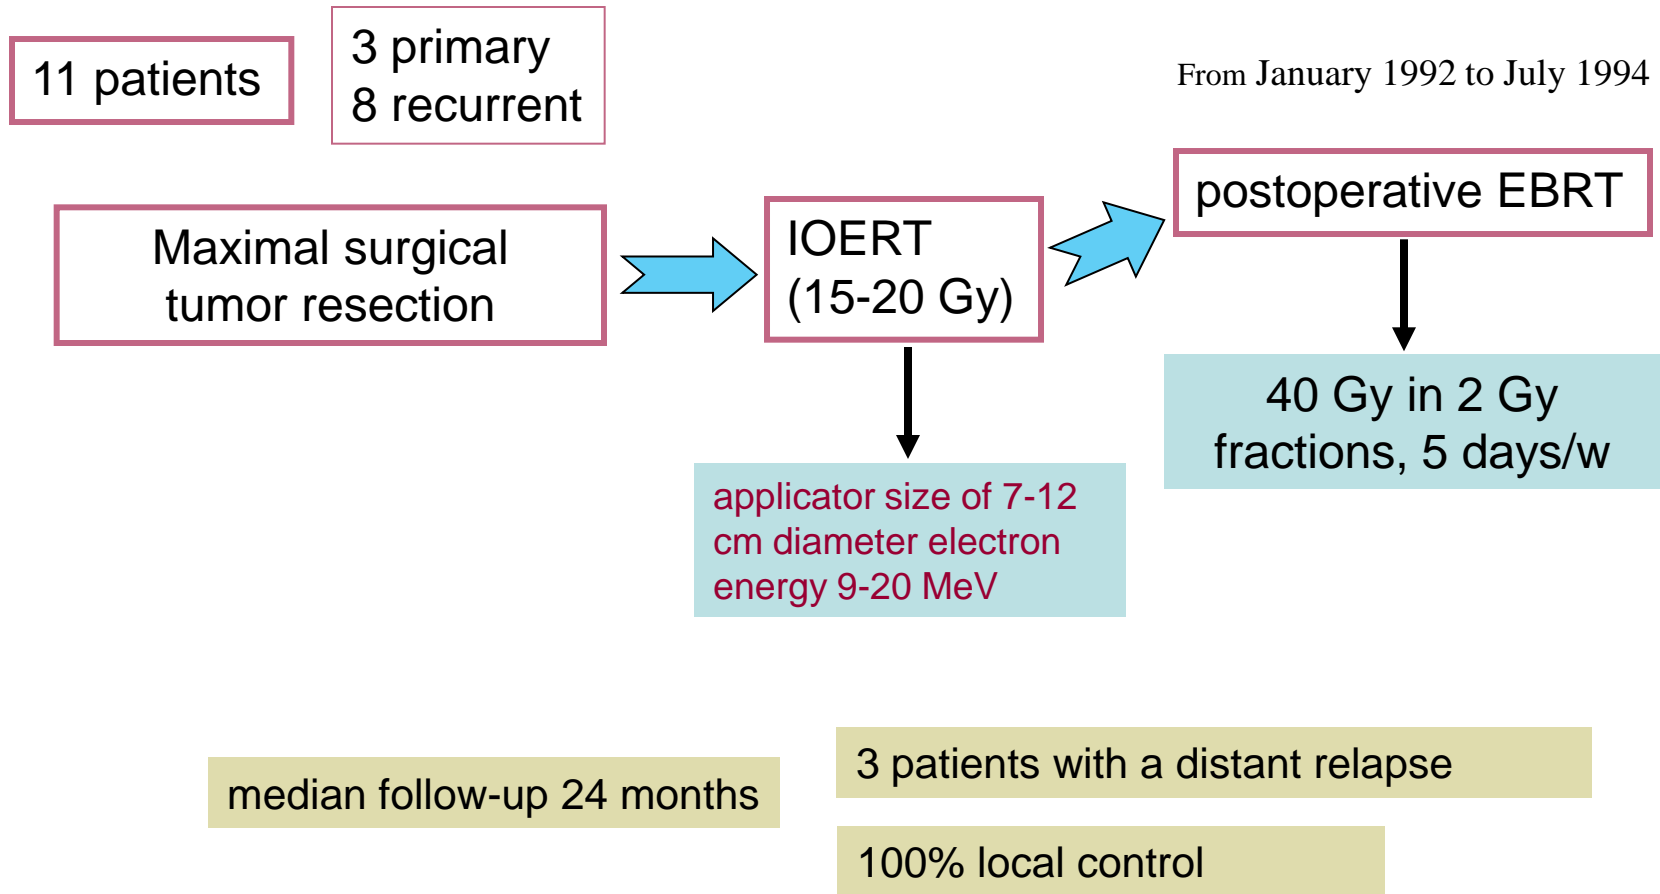 11 patients
3 primary
8 recurrent
From January 1992 to July 1994
Maximal surgical
tumor resection
IOERT
(15-20 Gy)
postoperative EBRT
applicator size of 7-12
cm diameter electron
energy 9-20 MeV
40 Gy in 2 Gy
fractions, 5 days/w
median follow-up 24 months
3 patients with a distant relapse
100% local control